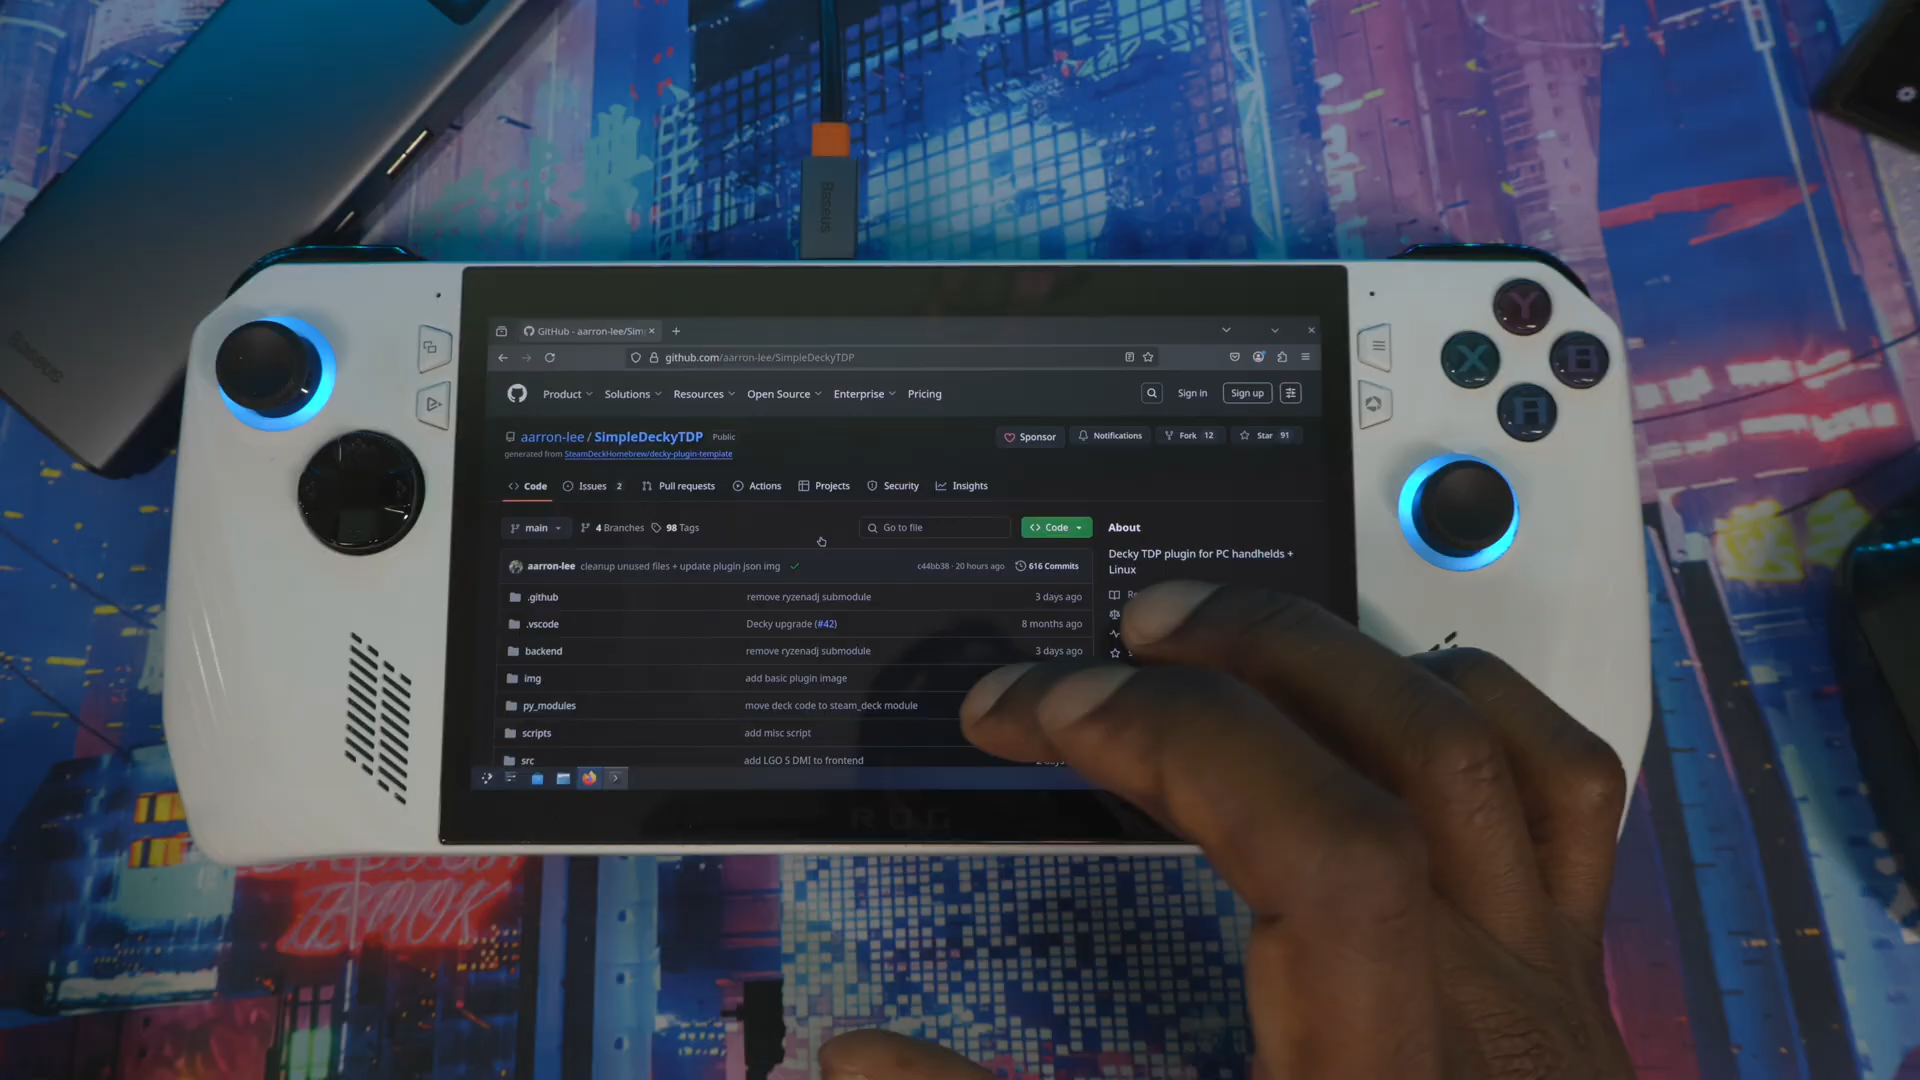 Baseus
Baseus
GitHub - aarron-lee/Sim
github.com/aarron-lee/SimpleDeckyTDP
Product Solutions Resources Open Source Enterprise Pricing Sign in Sign up
aarron-lee / SimpleDeckyTDP Public Sponsor Notifications Fork 12 Star 91
generated from SteamDeckHomebrew/decky-plugin-template
Code Issues 2 Pull requests Actions Projects Security Insights
main 4 Branches 98 Tags Go to file Code About
Decky TDP plugin for PC handhelds +
Linux
aarron-lee cleanup unused files + update plugin json img c44bb38 · 20 hours ago 616 Commits
.github remove ryzenadj submodule 3 days ago
.vscode Decky upgrade (#42) 8 months ago
backend remove ryzenadj submodule 3 days ago
img add basic plugin image
py_modules move deck code to steam_deck module
scripts add misc script
src add LGO S DMI to frontend
ROG
Y
X
B
A